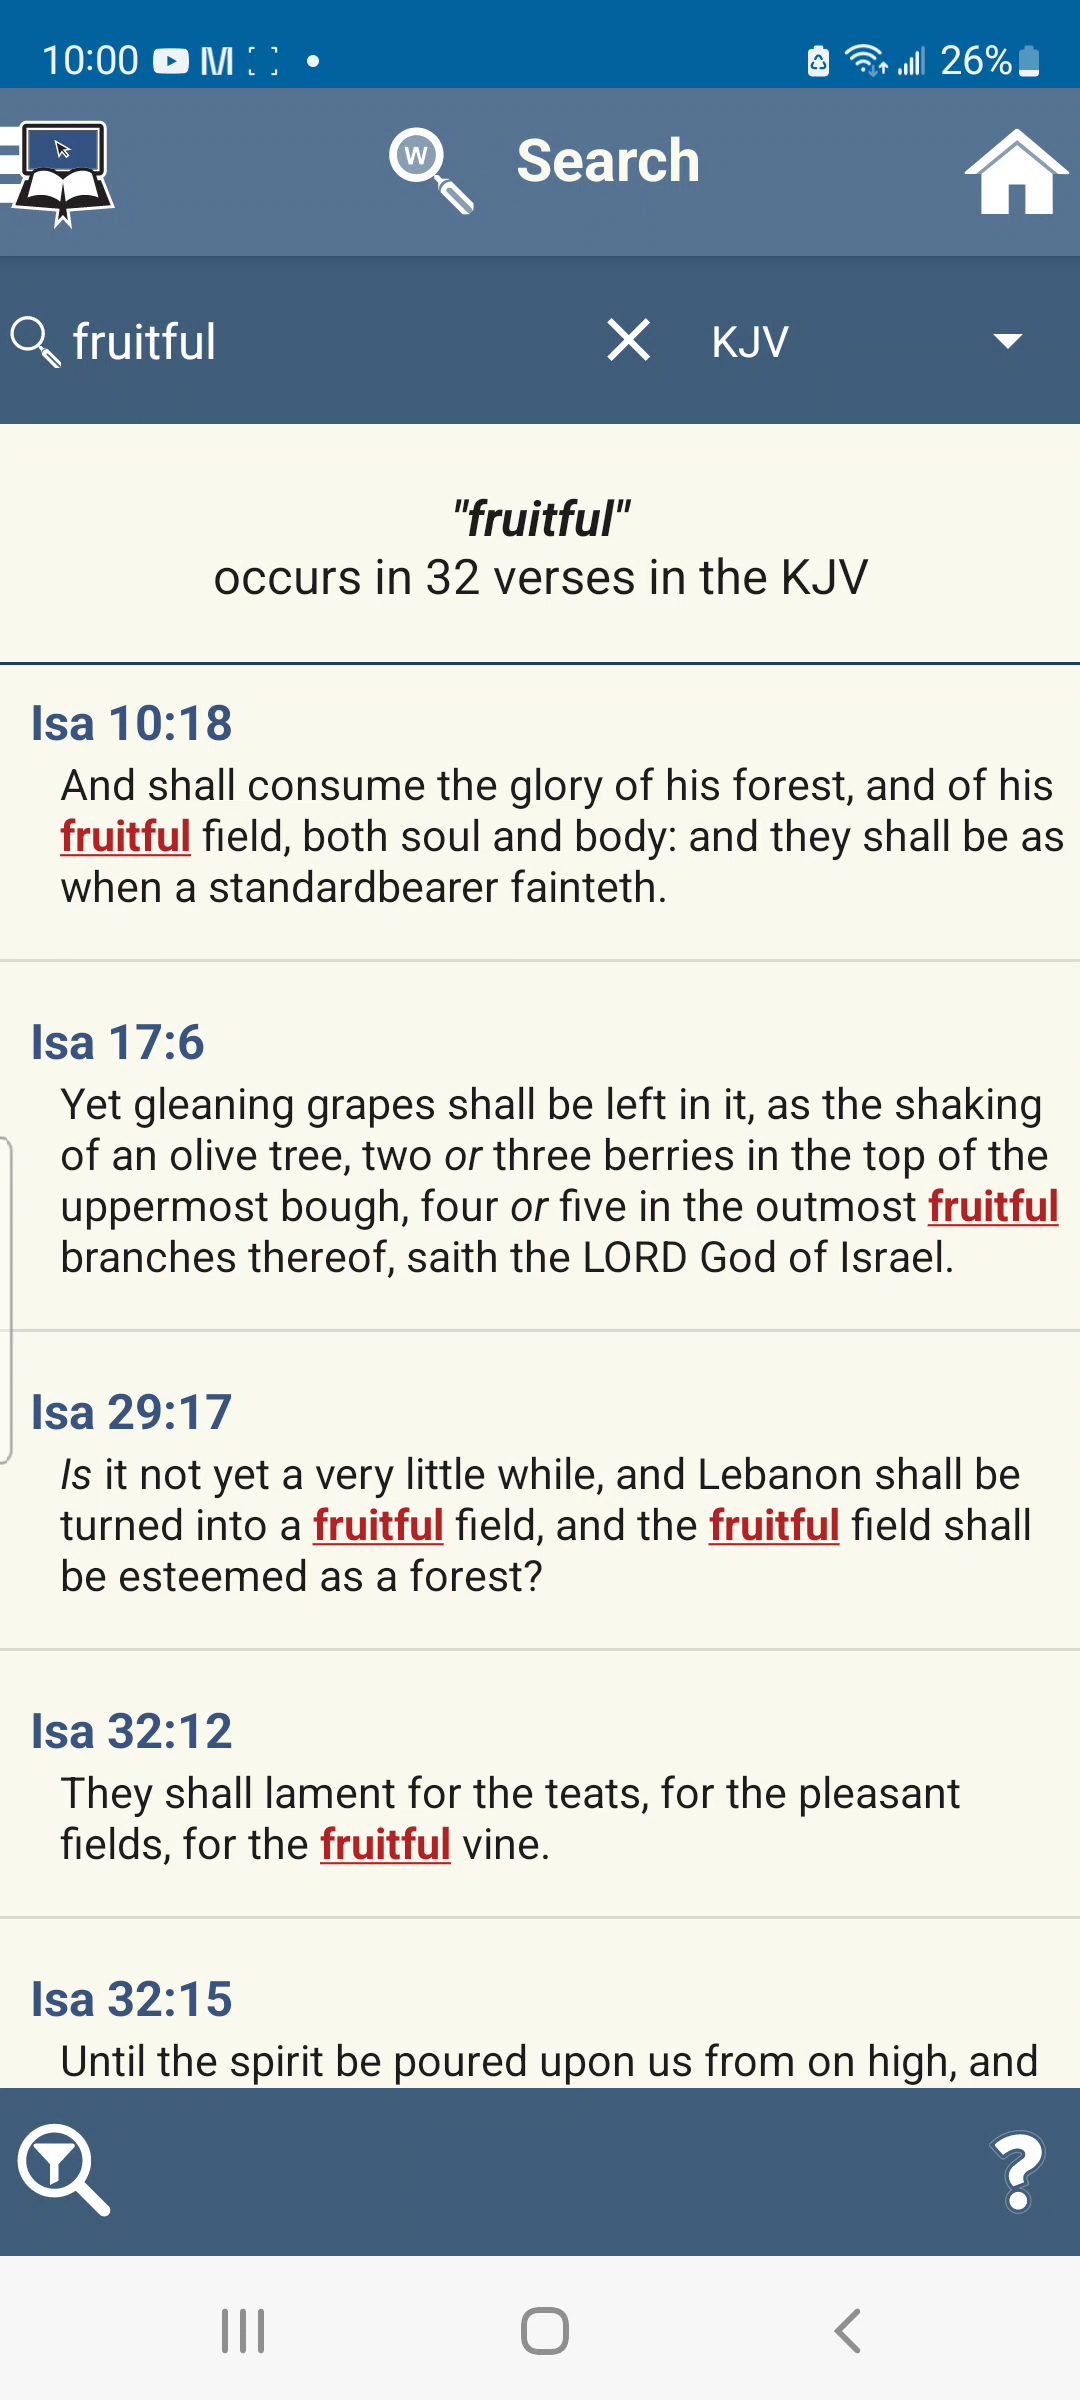 10:00
26%
W
Search
fruitful
KJV
"fruitful"
occurs in 32 verses in the KJV
Isa 10:18
And shall consume the glory of his forest, and of his
fruitful field, both soul and body: and they shall be as
when a standardbearer fainteth.
Isa 17:6
Yet gleaning grapes shall be left in it, as the shaking
of an olive tree, two or three berries in the top of the
uppermost bough, four or five in the outmost fruitful
branches thereof, saith the LORD God of Israel.
Isa 29:17
Is it not yet a very little while, and Lebanon shall be
turned into a fruitful field, and the fruitful field shall
be esteemed as a forest?
Isa 32:12
They shall lament for the teats, for the pleasant
fields, for the fruitful vine.
Isa 32:15
Until the spirit be poured upon us from on high, and